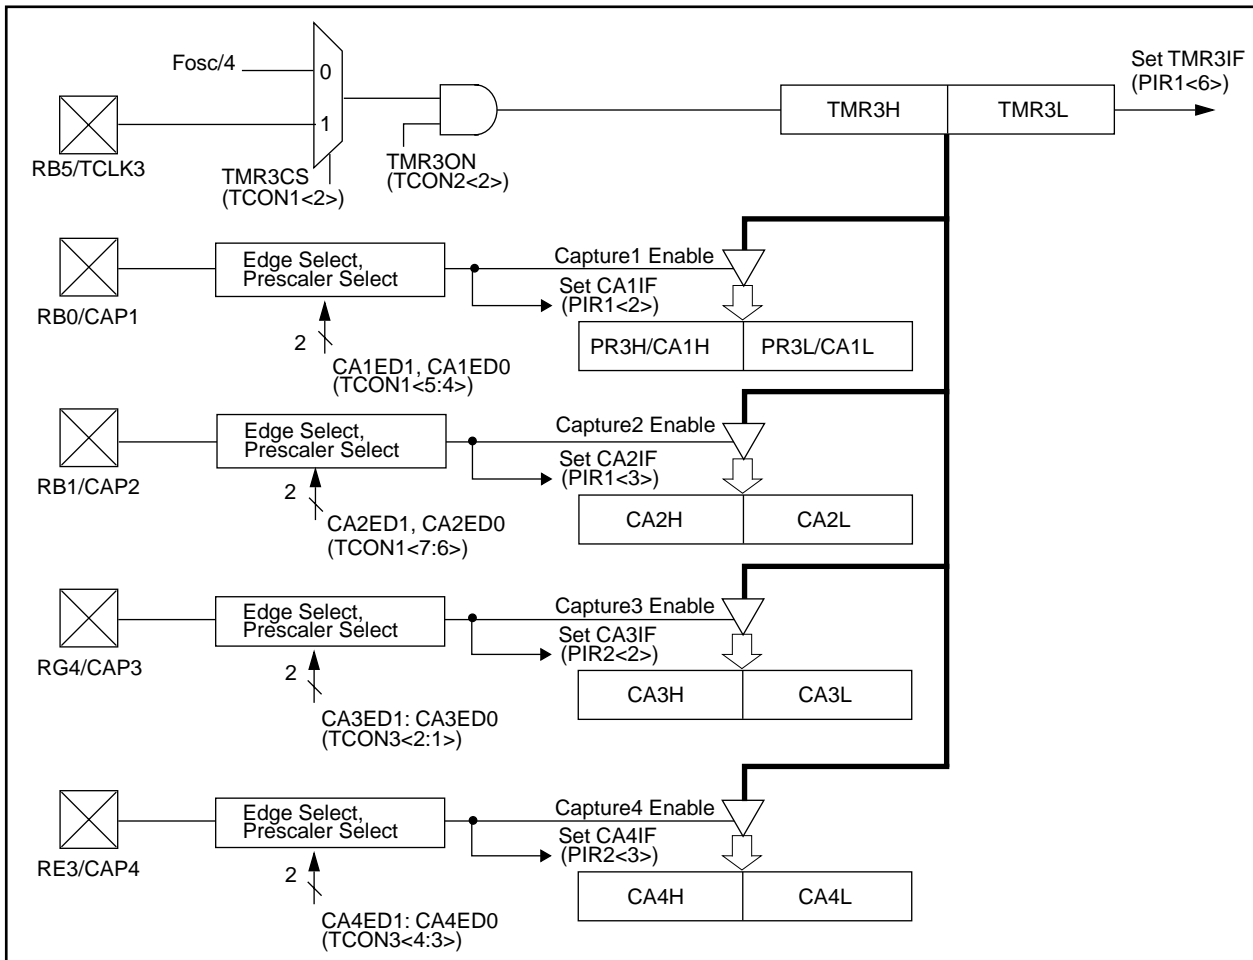 Fosc/4
0
1
RB5/TCLK3
TMR3CS
(TCON1<2>)
TMR3ON
(TCON2<2>)
TMR3H
TMR3L
Set TMR3IF
(PIR1<6>)
RB0/CAP1
Edge Select,
Prescaler Select
2
CA1ED1, CA1ED0
(TCON1<5:4>)
Capture1 Enable
Set CA1IF
(PIR1<2>)
PR3H/CA1H
PR3L/CA1L
RB1/CAP2
Edge Select,
Prescaler Select
2
CA2ED1, CA2ED0
(TCON1<7:6>)
Capture2 Enable
Set CA2IF
(PIR1<3>)
CA2H
CA2L
RG4/CAP3
Edge Select,
Prescaler Select
2
CA3ED1: CA3ED0
(TCON3<2:1>)
Capture3 Enable
Set CA3IF
(PIR2<2>)
CA3H
CA3L
RE3/CAP4
Edge Select,
Prescaler Select
2
CA4ED1: CA4ED0
(TCON3<4:3>)
Capture4 Enable
Set CA4IF
(PIR2<3>)
CA4H
CA4L